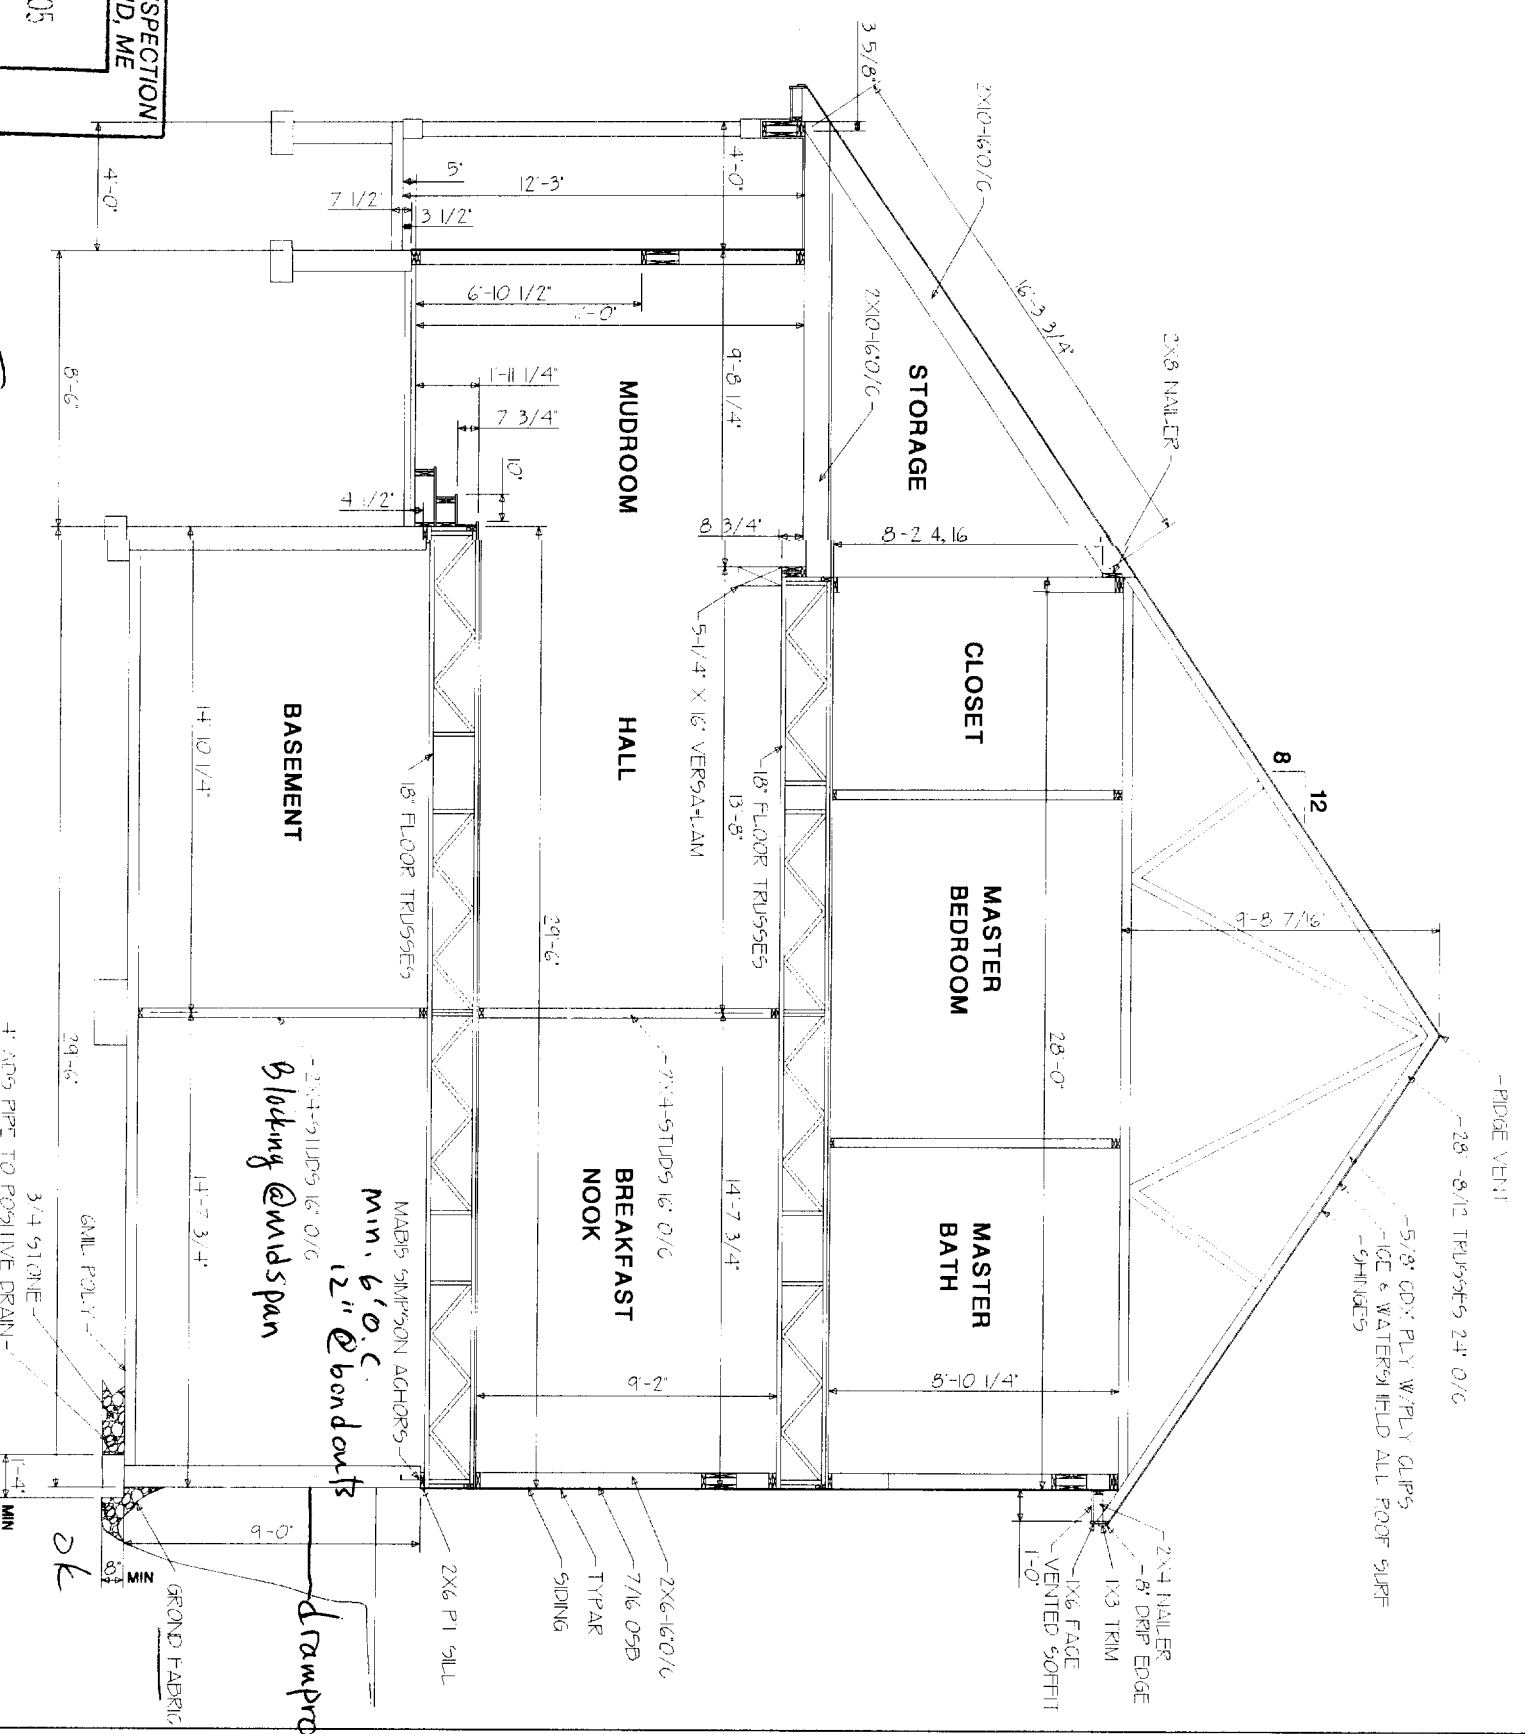 SPECTION
D, ME
05
RIDGE VENT
28'-8/12 TRUSSES 24" O/C
5/8" CDX PLY W/PLY CLIPS
ICE & WATERSHIELD ALL ROOF SURF
SHINGES
9'-8 7/16"
8
12
2X8 NAILER
16'-3 3/4"
2X10-16"O/C
3 5/8"
STORAGE
2X10-16"O/C
8-2 4,16
CLOSET
MASTER
BEDROOM
MASTER
BATH
28'-0"
8'-10 1/4"
2X4 NAILER
8" DRIP EDGE
1X3 TRIM
1X6 FACE
VENTED SOFFIT
1'-0"
4'-0"
9'-8 1/4"
8 3/4"
13'-8"
14'-7 3/4"
18" FLOOR TRUSSES
5-1/4" X 16" VERSA-LAM
MUDROOM
HALL
BREAKFAST
NOOK
2X4-STUDS 16" O/C
9'-2"
2X6-16"O/C
7/16 OSB
TYPAR
SIDING
12'-3"
5"
3 1/2"
7 1/2"
6'-10 1/2"
1'-11 1/4"
7 3/4"
10"
4 1/2"
29'-6"
18" FLOOR TRUSSES
MAB15 SIMPSON ACHORS
min. 6' O.C.
12" @ bondouts
2X6 PT SILL
BASEMENT
2X4-STUDS 16" O/C
Blocking @ midspan
14' 10 1/4"
14'-7 3/4"
9'-0"
GROND FABRIC
4'-0"
8'-6"
29'-6"
6MIL POLY
3/4 STONE
4" ADS PIPE TO POSITIVE DRAIN
1'-4"
MIN
8"
MIN
ok